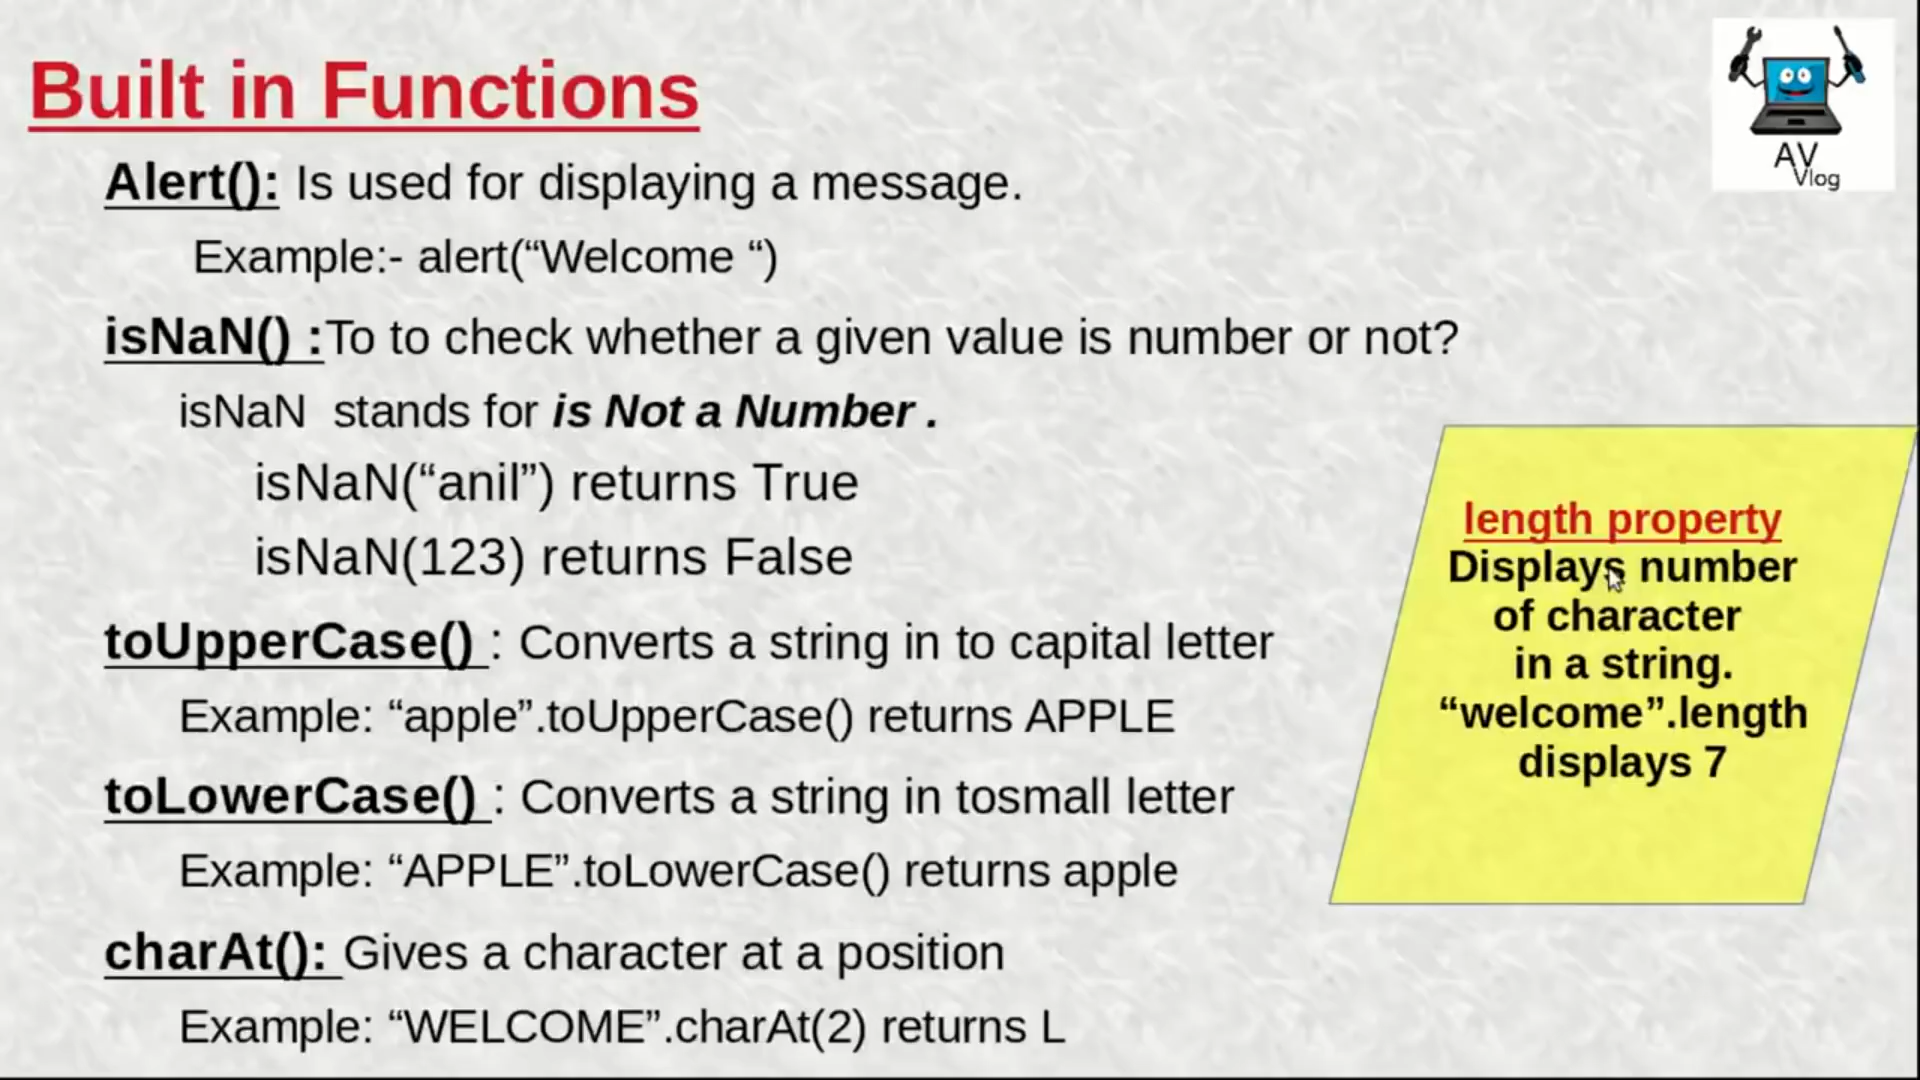 Built in Functions
AV
Vlog
Alert(): Is used for displaying a message.
Example:- alert(“Welcome “)
isNaN() :To to check whether a given value is number or not?
isNaN stands for is Not a Number .
isNaN(“anil”) returns True
isNaN(123) returns False
toUpperCase() : Converts a string in to capital letter
Example: “apple”.toUpperCase() returns APPLE
toLowerCase() : Converts a string in tosmall letter
Example: “APPLE”.toLowerCase() returns apple
charAt(): Gives a character at a position
Example: “WELCOME”.charAt(2) returns L
length property
Displays number
of character
in a string.
“welcome”.length
displays 7